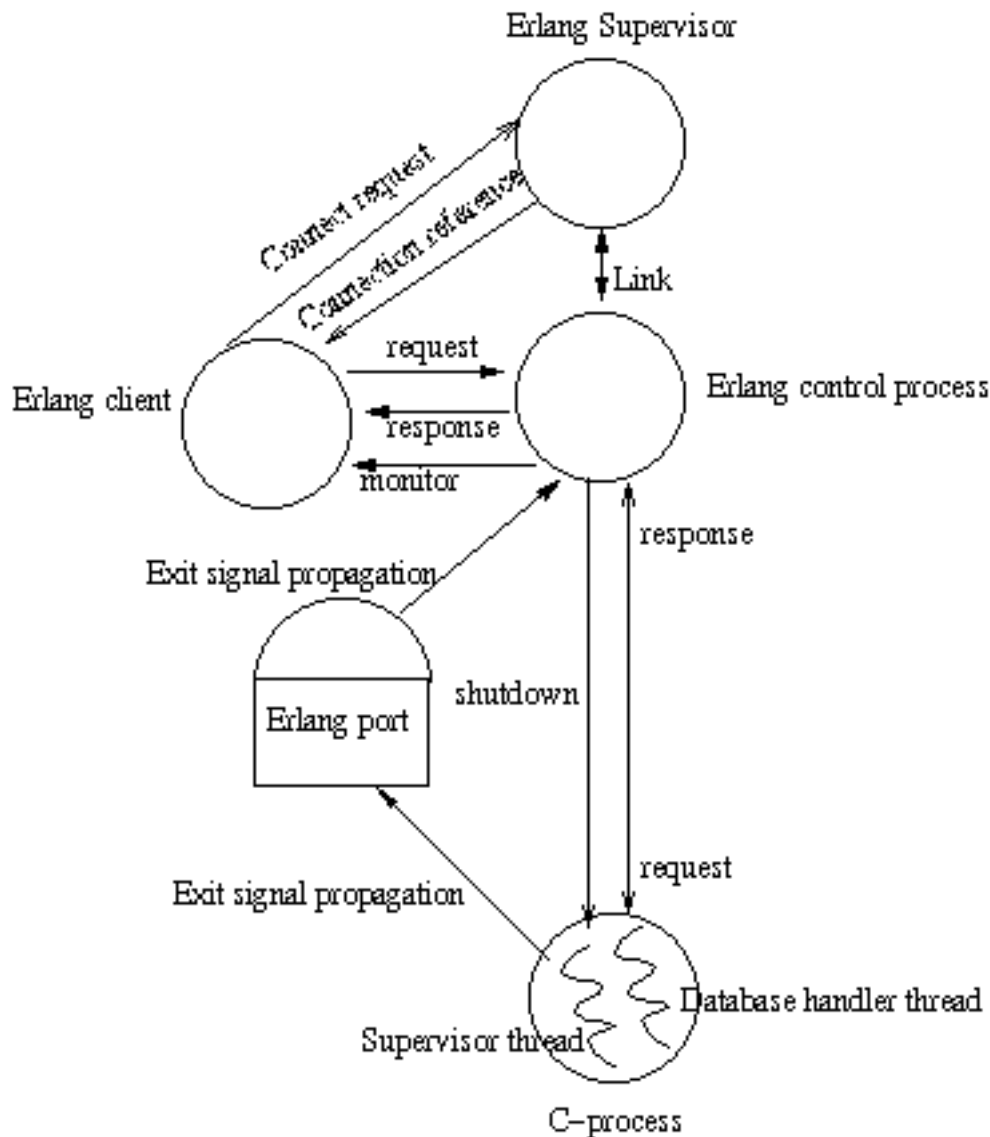 Erlang Supervisor
Connect request
Connection reference
Link
request
Erlang client
Erlang control process
response
monitor
response
Exit signal propagation
shutdown
Erlang port
request
Exit signal propagation
Database handler thread
Supervisor thread
C-process